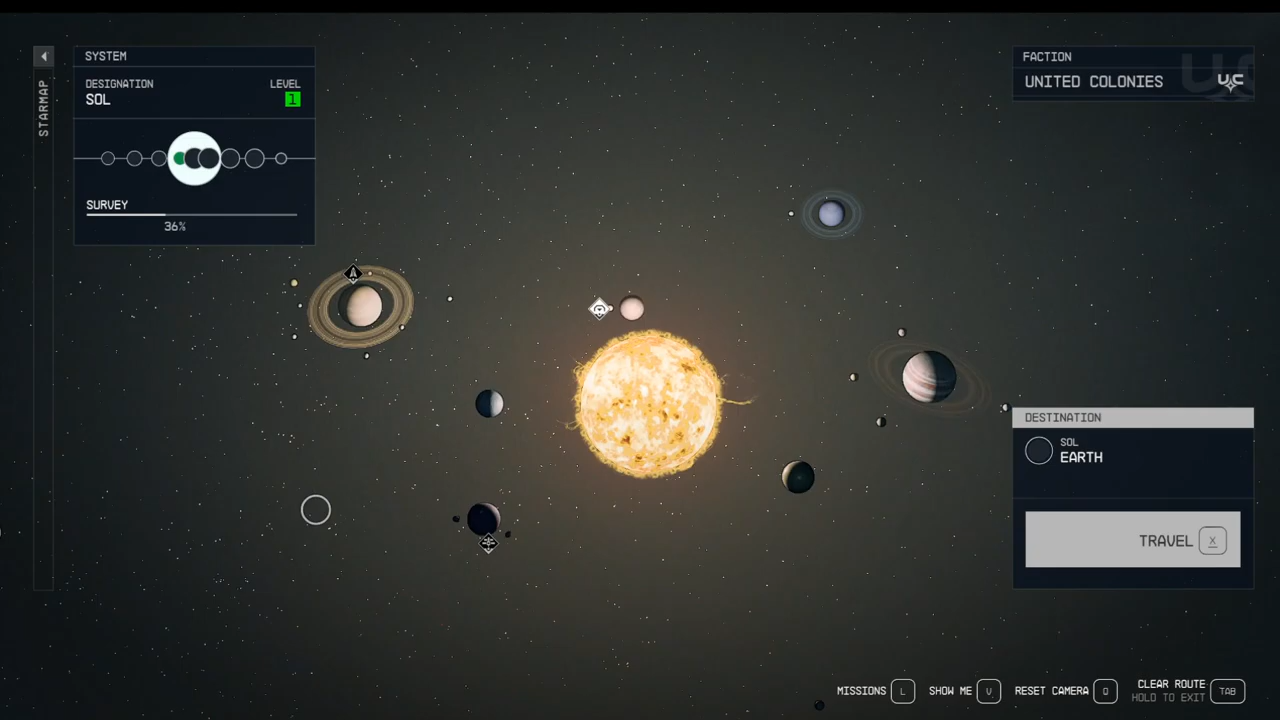 SYSTEM
DESIGNATION LEVEL
SOL 1
SURVEY
36%
STARMAP
FACTION
UNITED COLONIES UC
DESTINATION
SOL
EARTH
TRAVEL X
MISSIONS L SHOW ME V RESET CAMERA Q CLEAR ROUTE TAB
HOLD TO EXIT